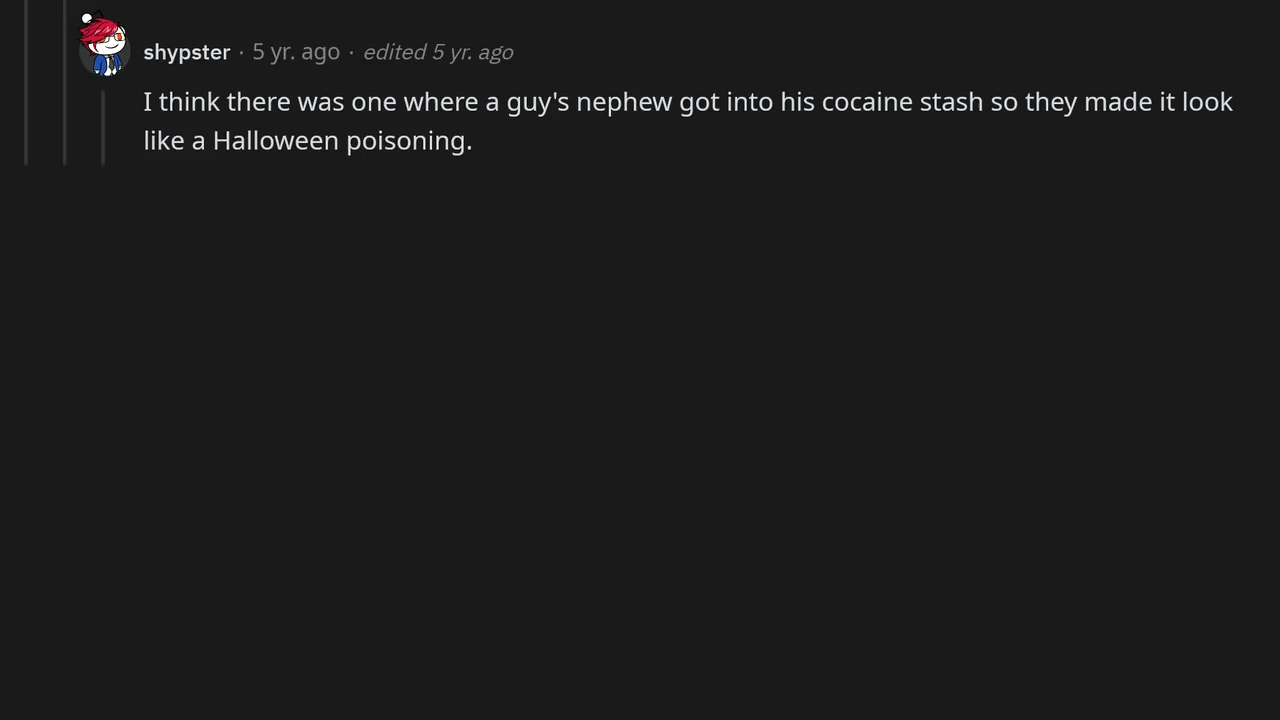 shypster · 5 yr. ago · edited 5 yr. ago
I think there was one where a guy's nephew got into his cocaine stash so they made it look
like a Halloween poisoning.